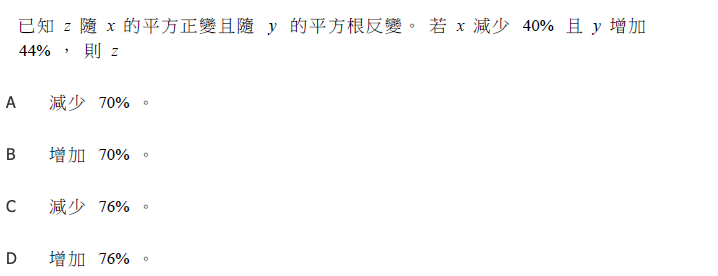 已知 z 隨 x 的平方正變且隨 y 的平方根反變。 若 x 減少 40% 且 y 增加
44% , 則 z
A 減少 70% 。
B 增加 70% 。
C 減少 76% 。
D 增加 76% 。